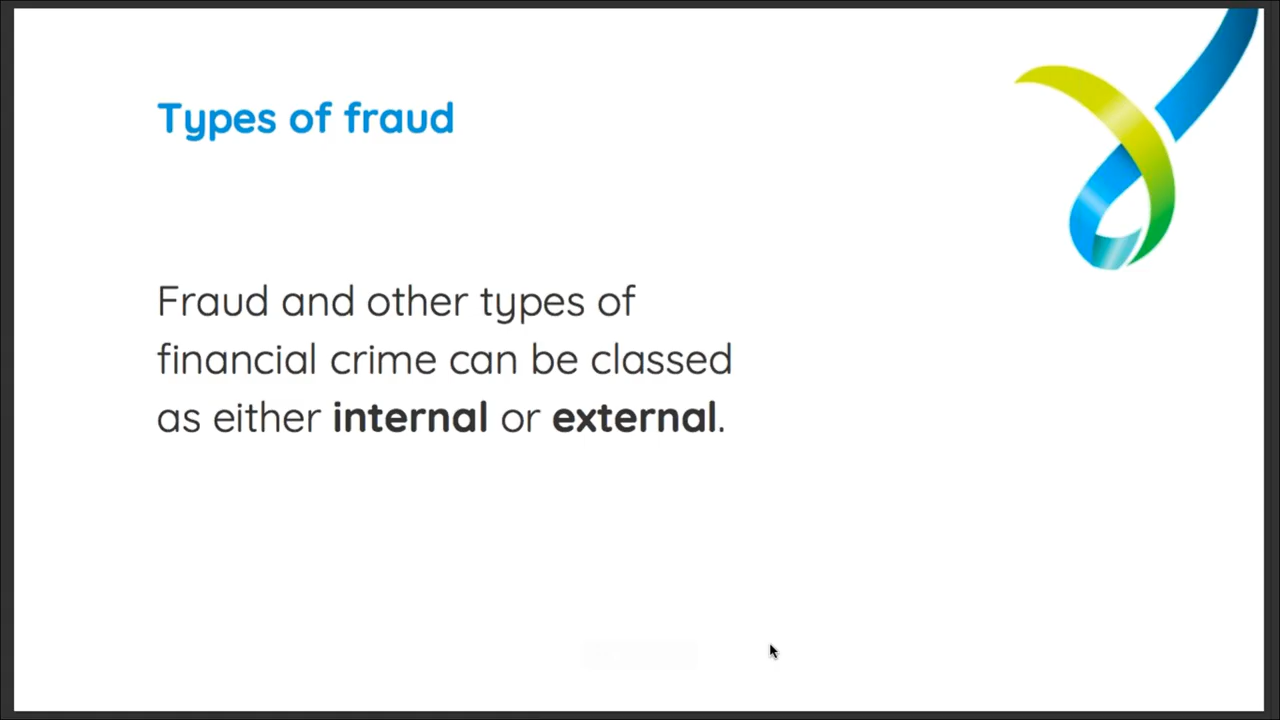 Types of fraud
Fraud and other types of
financial crime can be classed
as either internal or external.